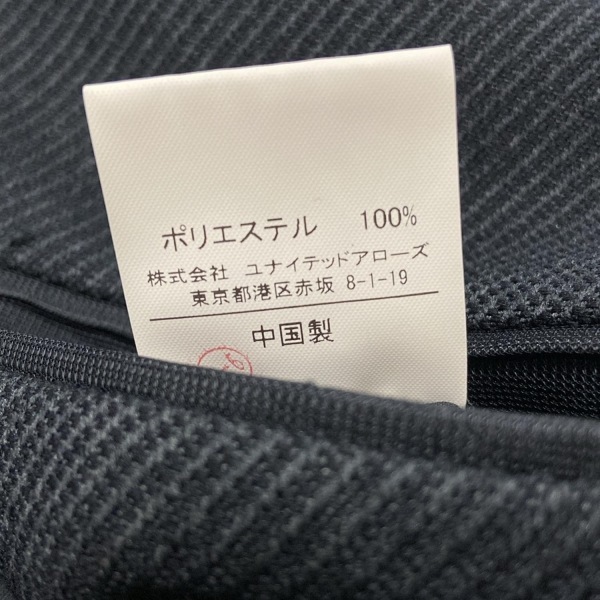 ポリエステル 100%
株式会社 ユナイテッドアローズ
東京都港区赤坂 8-1-19
中国製